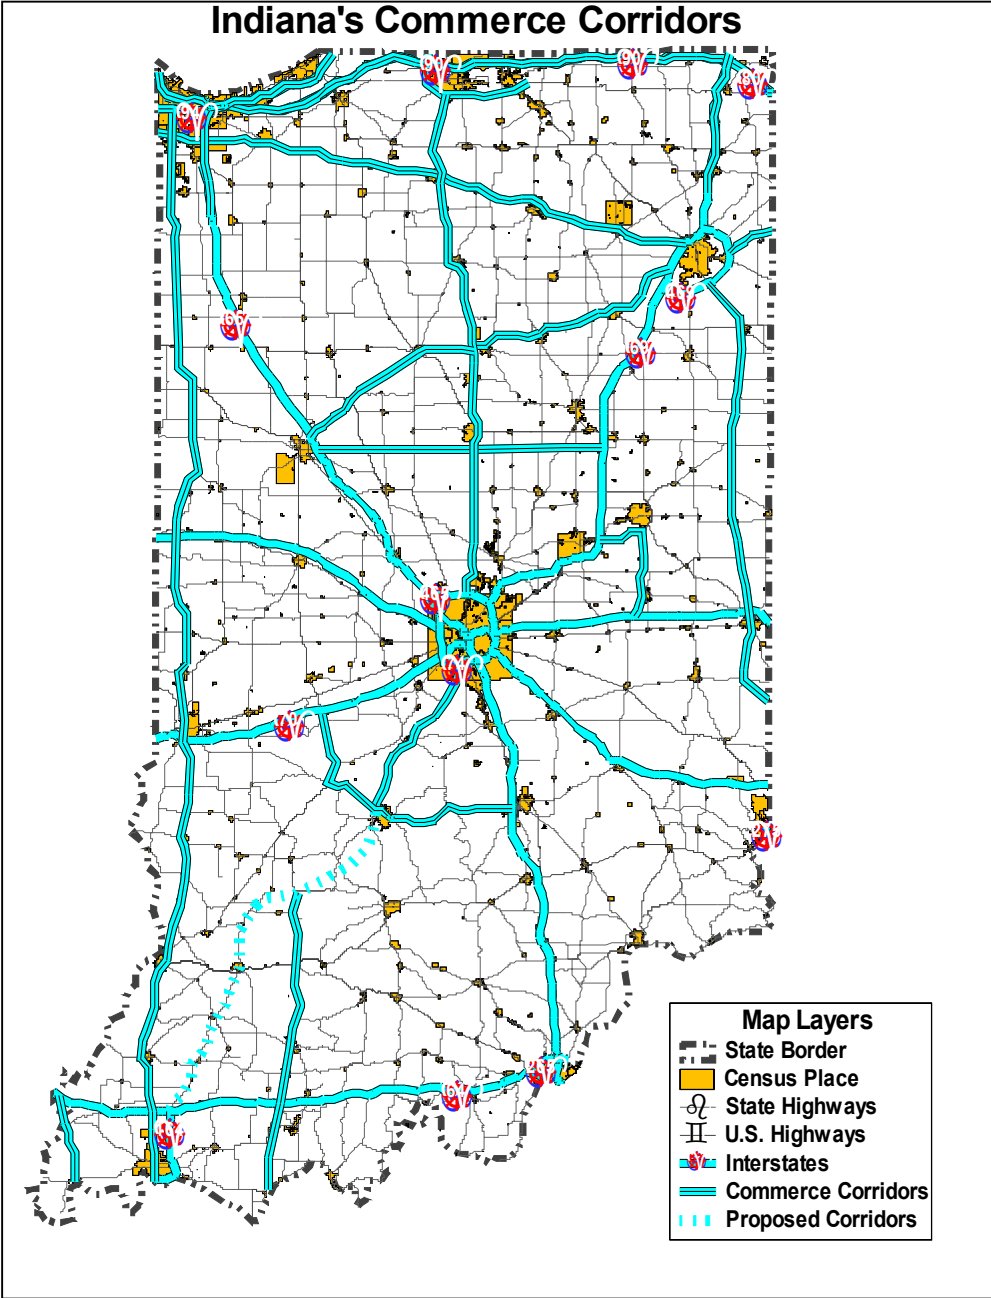 Indiana's Commerce Corridors
Map Layers
State Border
Census Place
State Highways
U.S. Highways
Interstates
Commerce Corridors
Proposed Corridors